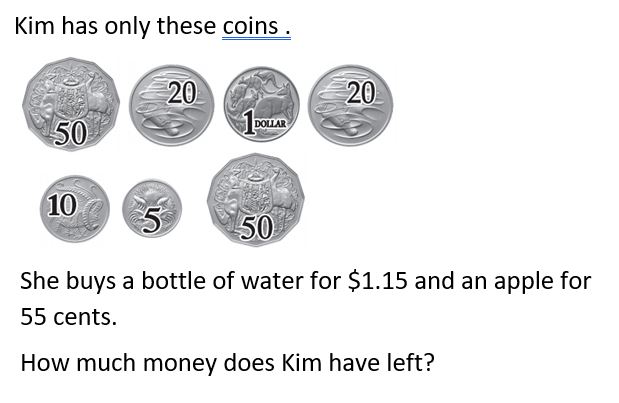 Kim has only these coins .
50 20 1 DOLLAR 20
10 5 50
She buys a bottle of water for $1.15 and an apple for
55 cents.
How much money does Kim have left?